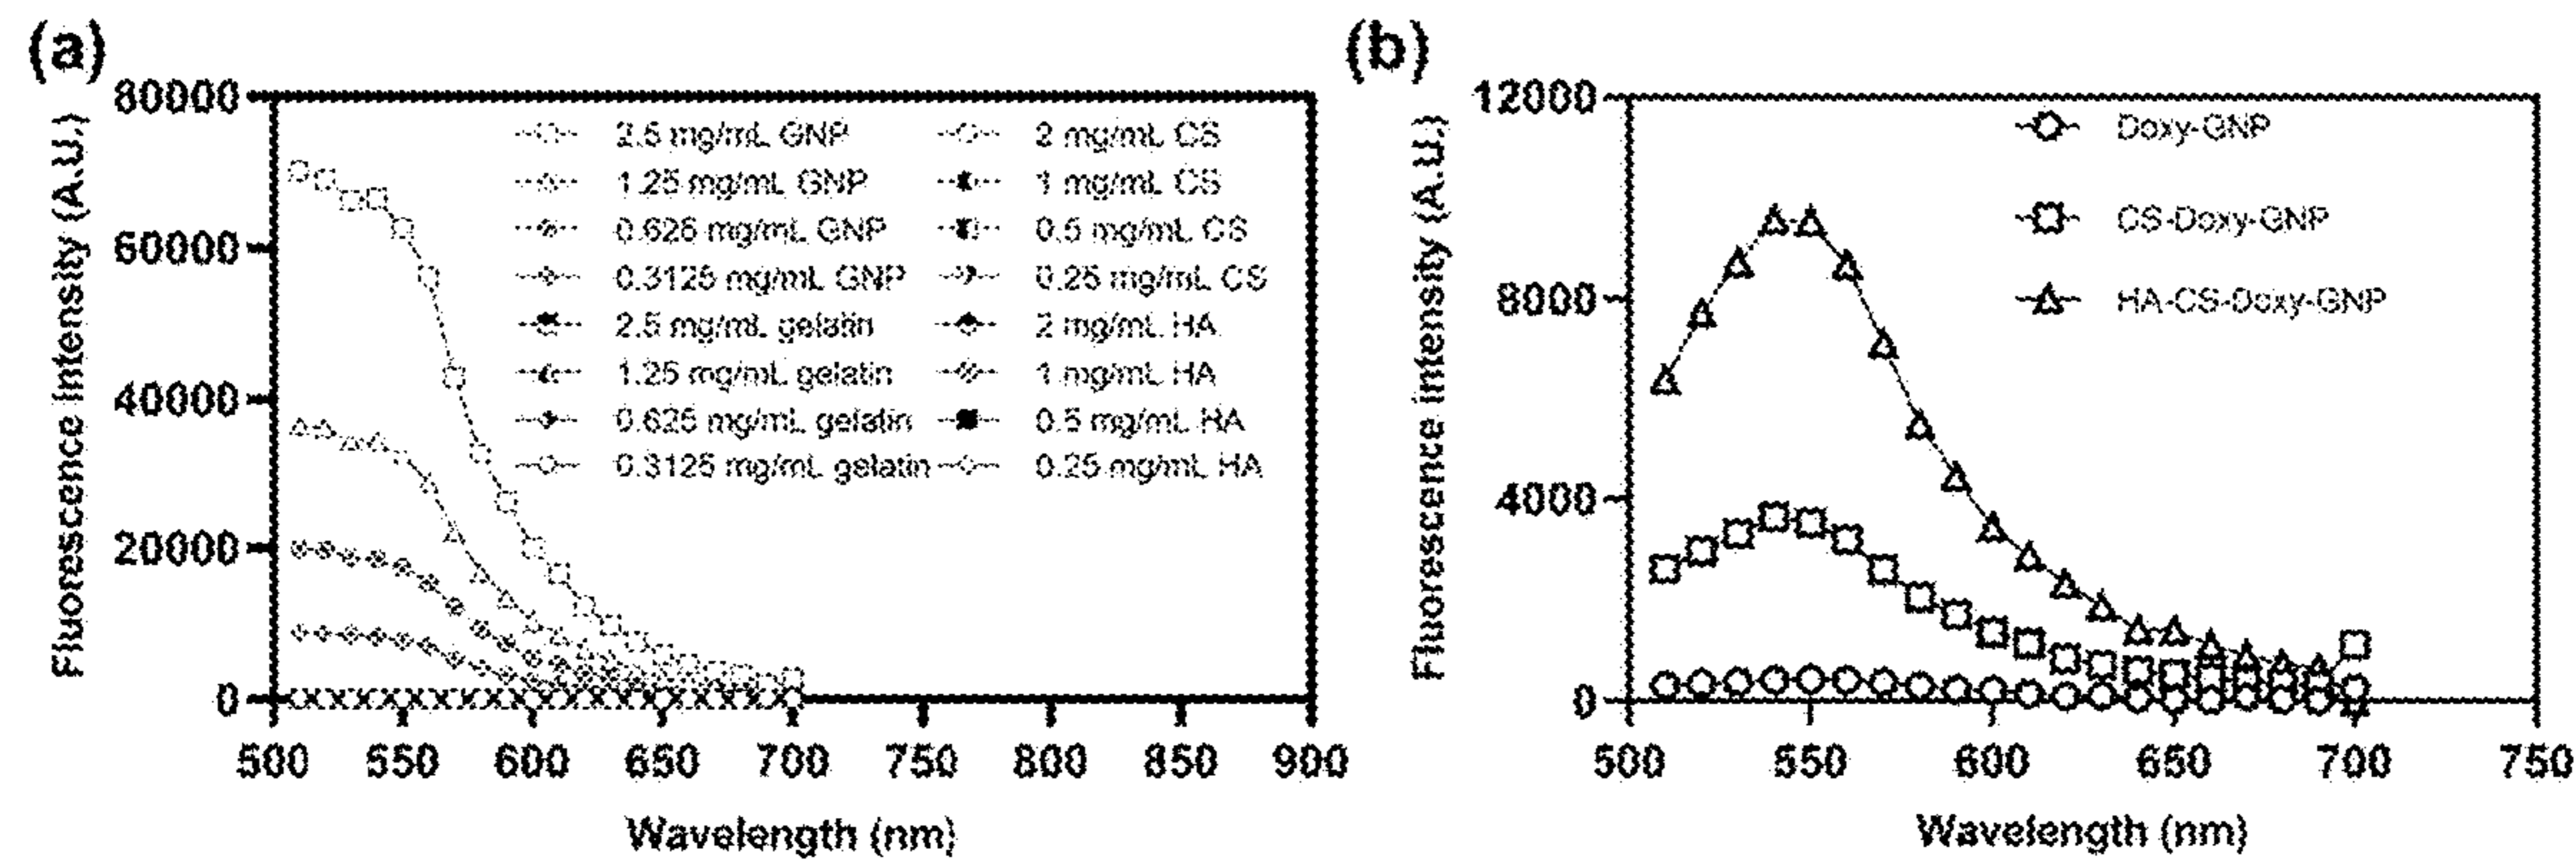 (a)
Fluorescence Intensity (A.U.)
80000
60000
40000
20000
0
2.5 mg/mL GNP
1.25 mg/mL GNP
0.625 mg/mL GNP
0.3125 mg/mL GNP
2.5 mg/mL gelatin
1.25 mg/mL gelatin
0.625 mg/mL gelatin
0.3125 mg/mL gelatin
2 mg/mL CS
1 mg/mL CS
0.5 mg/mL CS
0.25 mg/mL CS
2 mg/mL HA
1 mg/mL HA
0.5 mg/mL HA
0.25 mg/mL HA
500 550 600 650 700 750 800 850 900
Wavelength (nm)
(b)
Fluorescence intensity (A.U.)
12000
8000
4000
0
Doxy-GNP
CS-Doxy-GNP
HA-CS-Doxy-GNP
500 550 600 650 700 750
Wavelength (nm)